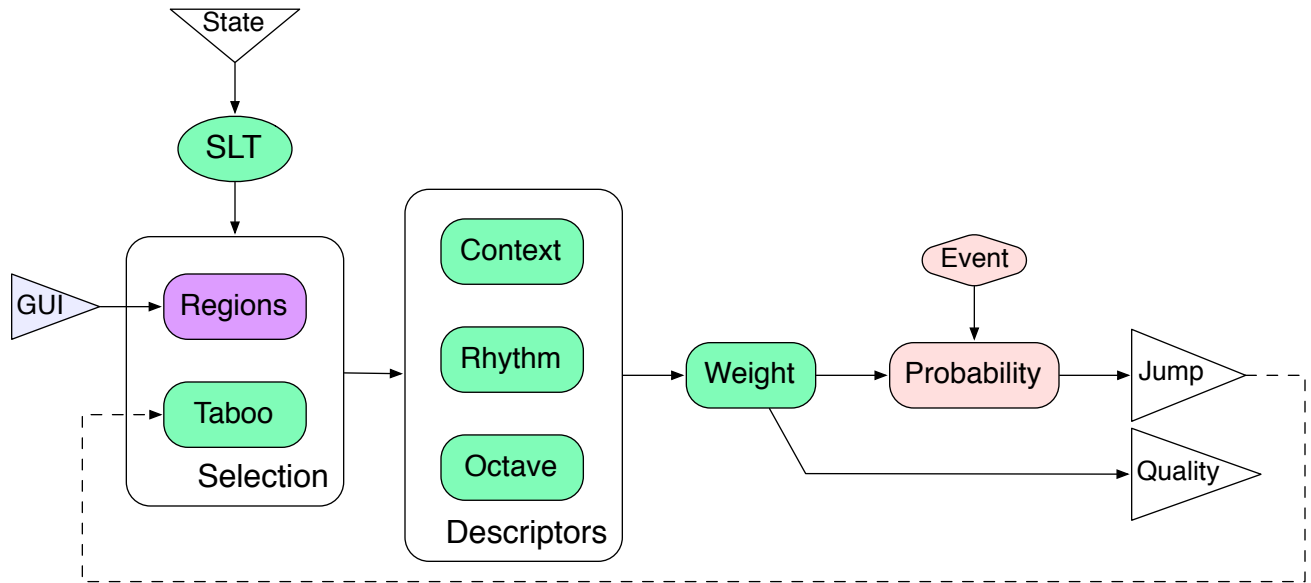 State
SLT
GUI
Regions
Taboo
Selection
Context
Rhythm
Octave
Descriptors
Weight
Event
Probability
Jump
Quality